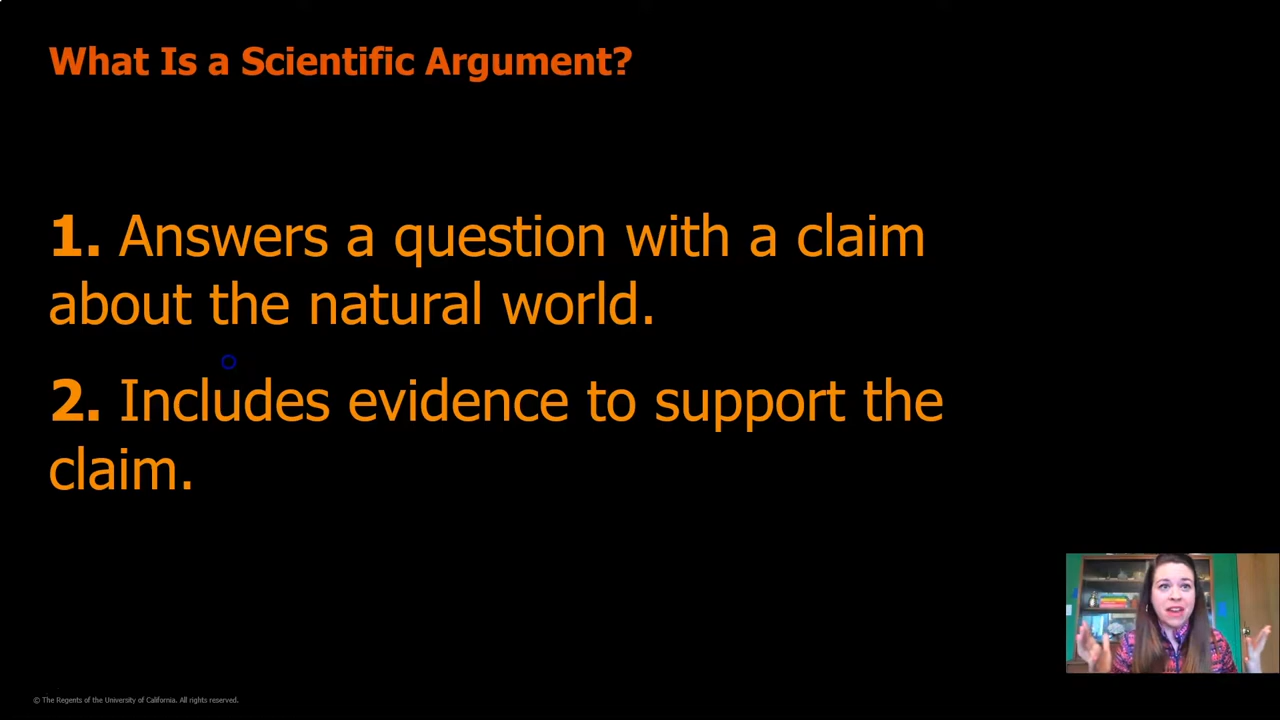 What Is a Scientific Argument?
1. Answers a question with a claim
about the natural world.
2. Includes evidence to support the
claim.
© The Regents of the University of California. All rights reserved.